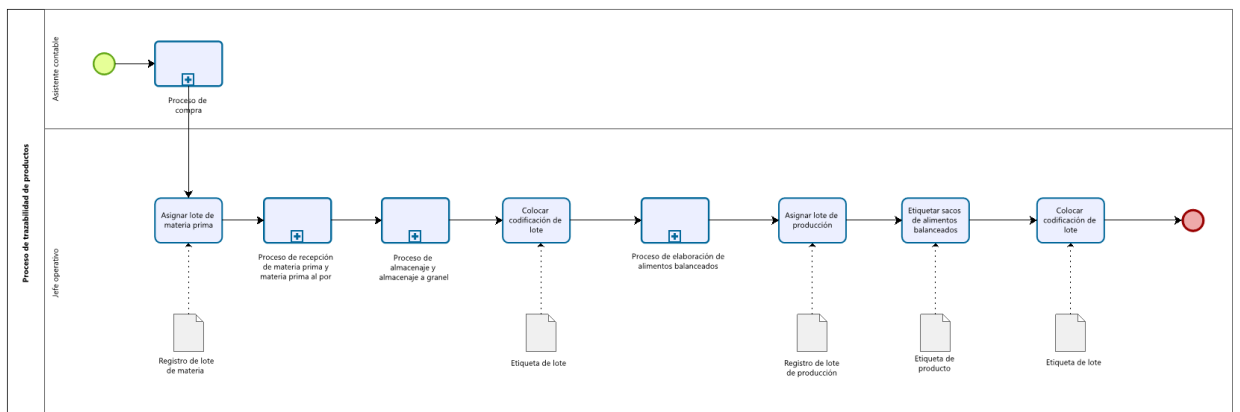 Proceso de trazabilidad de productos
Asistente contable
Proceso de
compra
Jefe operativo
Asignar lote de
materia prima
Proceso de recepción
de materia prima y
materia prima al por
Proceso de
almacenaje y
almacenaje a granel
Colocar
codificación de
lote
Proceso de elaboración de
alimentos balanceados
Asignar lote de
producción
Etiquetar sacos
de alimentos
balanceados
Colocar
codificación de
lote
Registro de lote
de materia
Etiqueta de lote
Registro de lote
de producción
Etiqueta de
producto
Etiqueta de lote